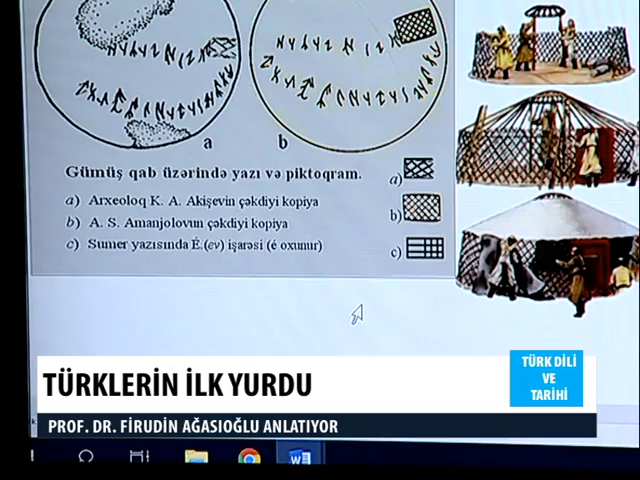 a
b
Gümüş qab üzərində yazı və piktoqram.
a) Arxeoloq K. A. Akişevin çəkdiyi kopiya
b) A. S. Amanjolovun çəkdiyi kopiya
c) Sumer yazısında É.(ev) işarəsi (é oxunur)
a)
b)
c)
TÜRKLERİN İLK YURDU
TÜRK DİLİ
VE
TARİHİ
PROF. DR. FİRUDİN AĞASIOĞLU ANLATIYOR